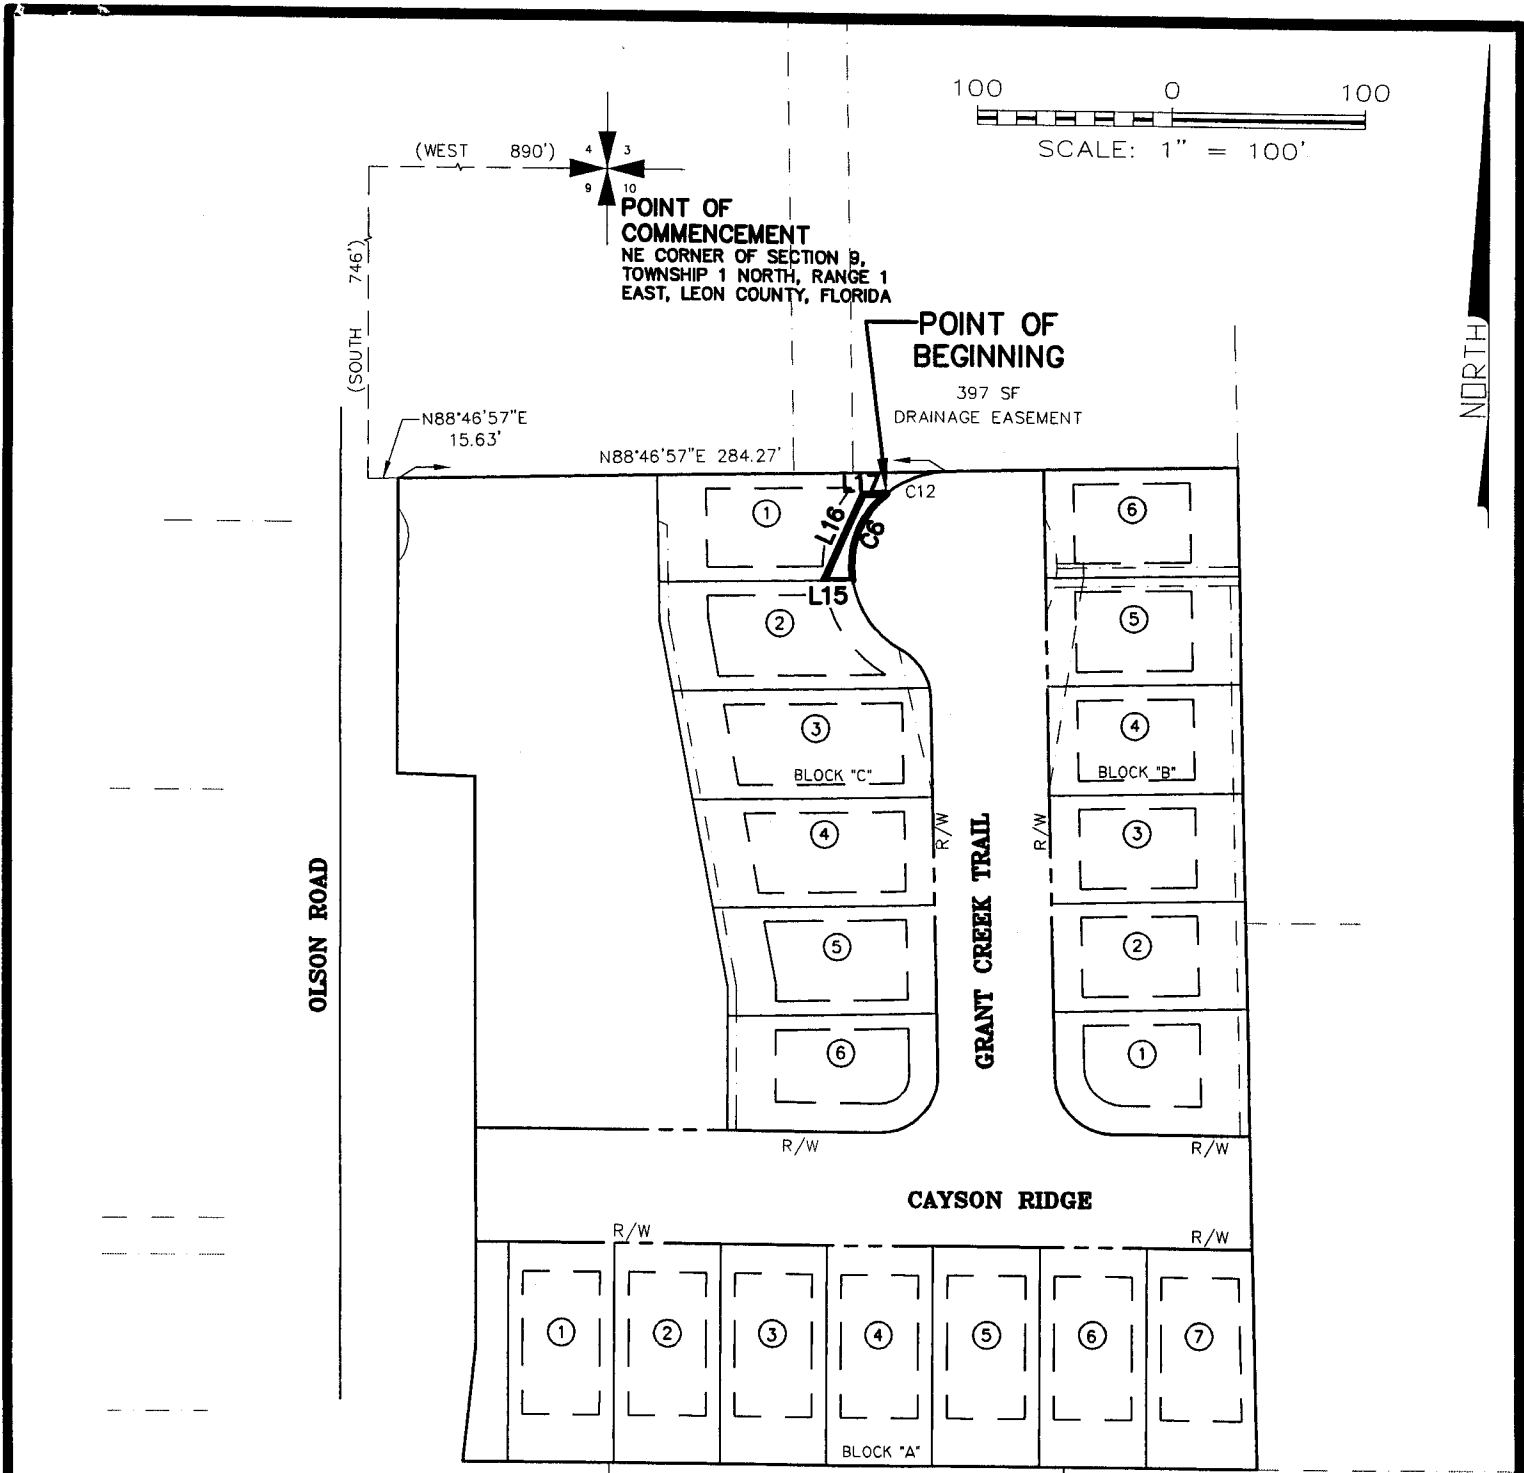 100 0 100
SCALE: 1" = 100'
(WEST 890')
4 3
9 10
POINT OF
COMMENCEMENT
NE CORNER OF SECTION 9,
TOWNSHIP 1 NORTH, RANGE 1
EAST, LEON COUNTY, FLORIDA
(SOUTH 746')
NORTH
POINT OF
BEGINNING
397 SF
DRAINAGE EASEMENT
N88°46'57"E
15.63'
N88°46'57"E 284.27'
L17
C12
L16
C6
L15
1
2
3
BLOCK "C"
4
5
6
6
5
4
BLOCK "B"
3
2
1
R/W
R/W
GRANT CREEK TRAIL
OLSON ROAD
R/W
R/W
CAYSON RIDGE
R/W
R/W
1 2 3 4 5 6 7
BLOCK "A"